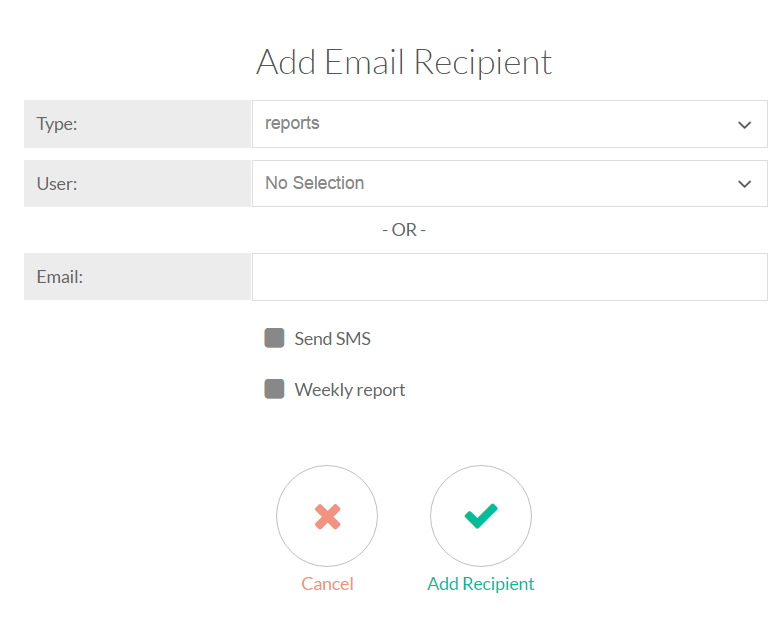 Add Email Recipient
Type: reports
User: No Selection
- OR -
Email:
Send SMS
Weekly report
Cancel Add Recipient